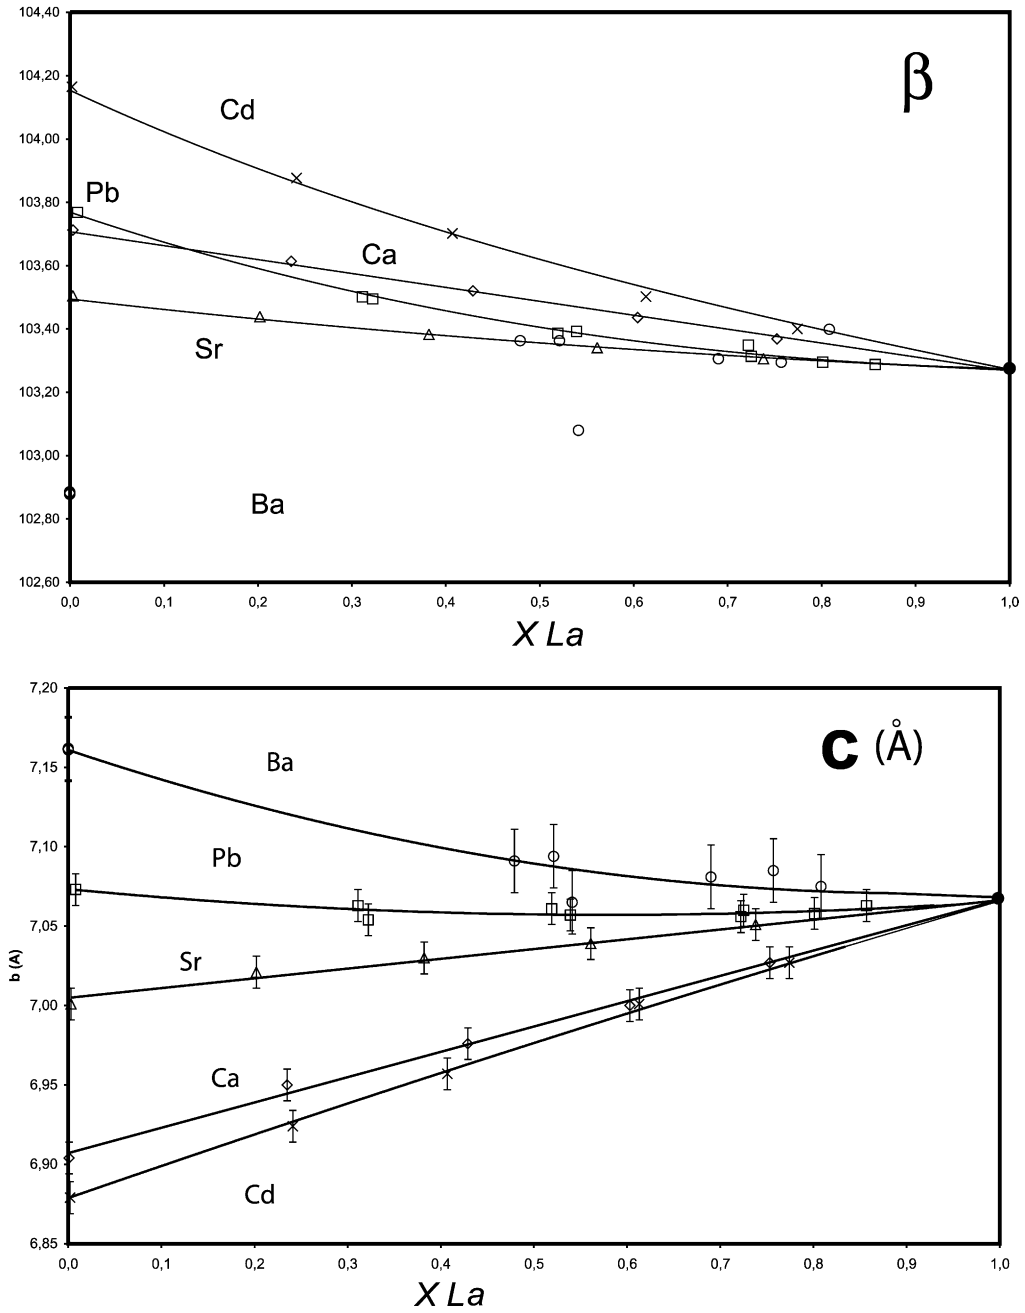 104,40
β
104,20
Cd
104,00
103,80
Pb
Ca
103,60
103,40
Sr
103,20
103,00
102,80
Ba
102,60
0,0 0,1 0,2 0,3 0,4 0,5 0,6 0,7 0,8 0,9 1,0
X La
7,20
c (Å)
Ba
7,15
7,10
Pb
7,05
b (A)
Sr
7,00
6,95
Ca
6,90
Cd
6,85
0,0 0,1 0,2 0,3 0,4 0,5 0,6 0,7 0,8 0,9 1,0
X La